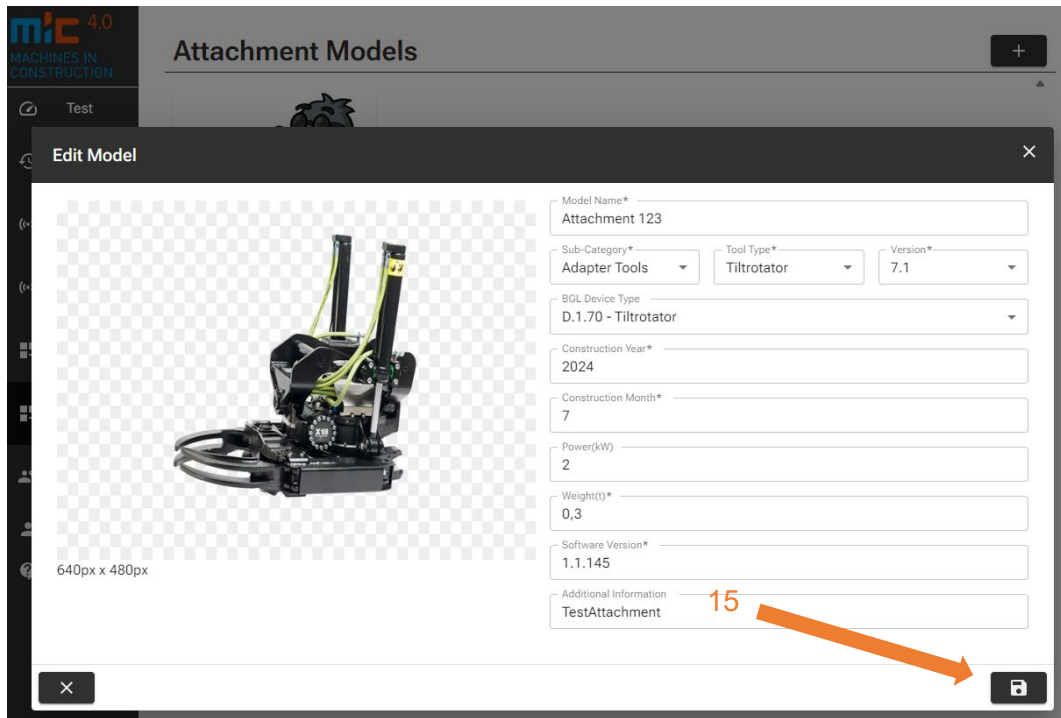 mic 4.0
MACHINES IN
CONSTRUCTION
Attachment Models
+
Test
Edit Model
Model Name*
Attachment 123
Sub-Category*
Adapter Tools
Tool Type*
Tiltrotator
Version*
7.1
BGL Device Type
D.1.70 - Tiltrotator
Construction Year*
2024
Construction Month*
7
Power(kW)
2
Weight(t)*
0,3
Software Version*
1.1.145
Additional Information
TestAttachment
15
X18
640px x 480px